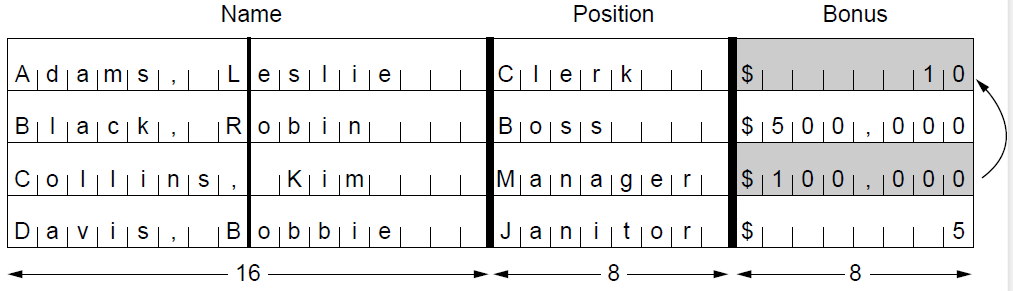 Name Position Bonus
Adams, Leslie Clerk $ 10
Black, Robin Boss $500,000
Collins, Kim Manager $100,000
Davis, Bobbie Janitor $ 5
16 8 8